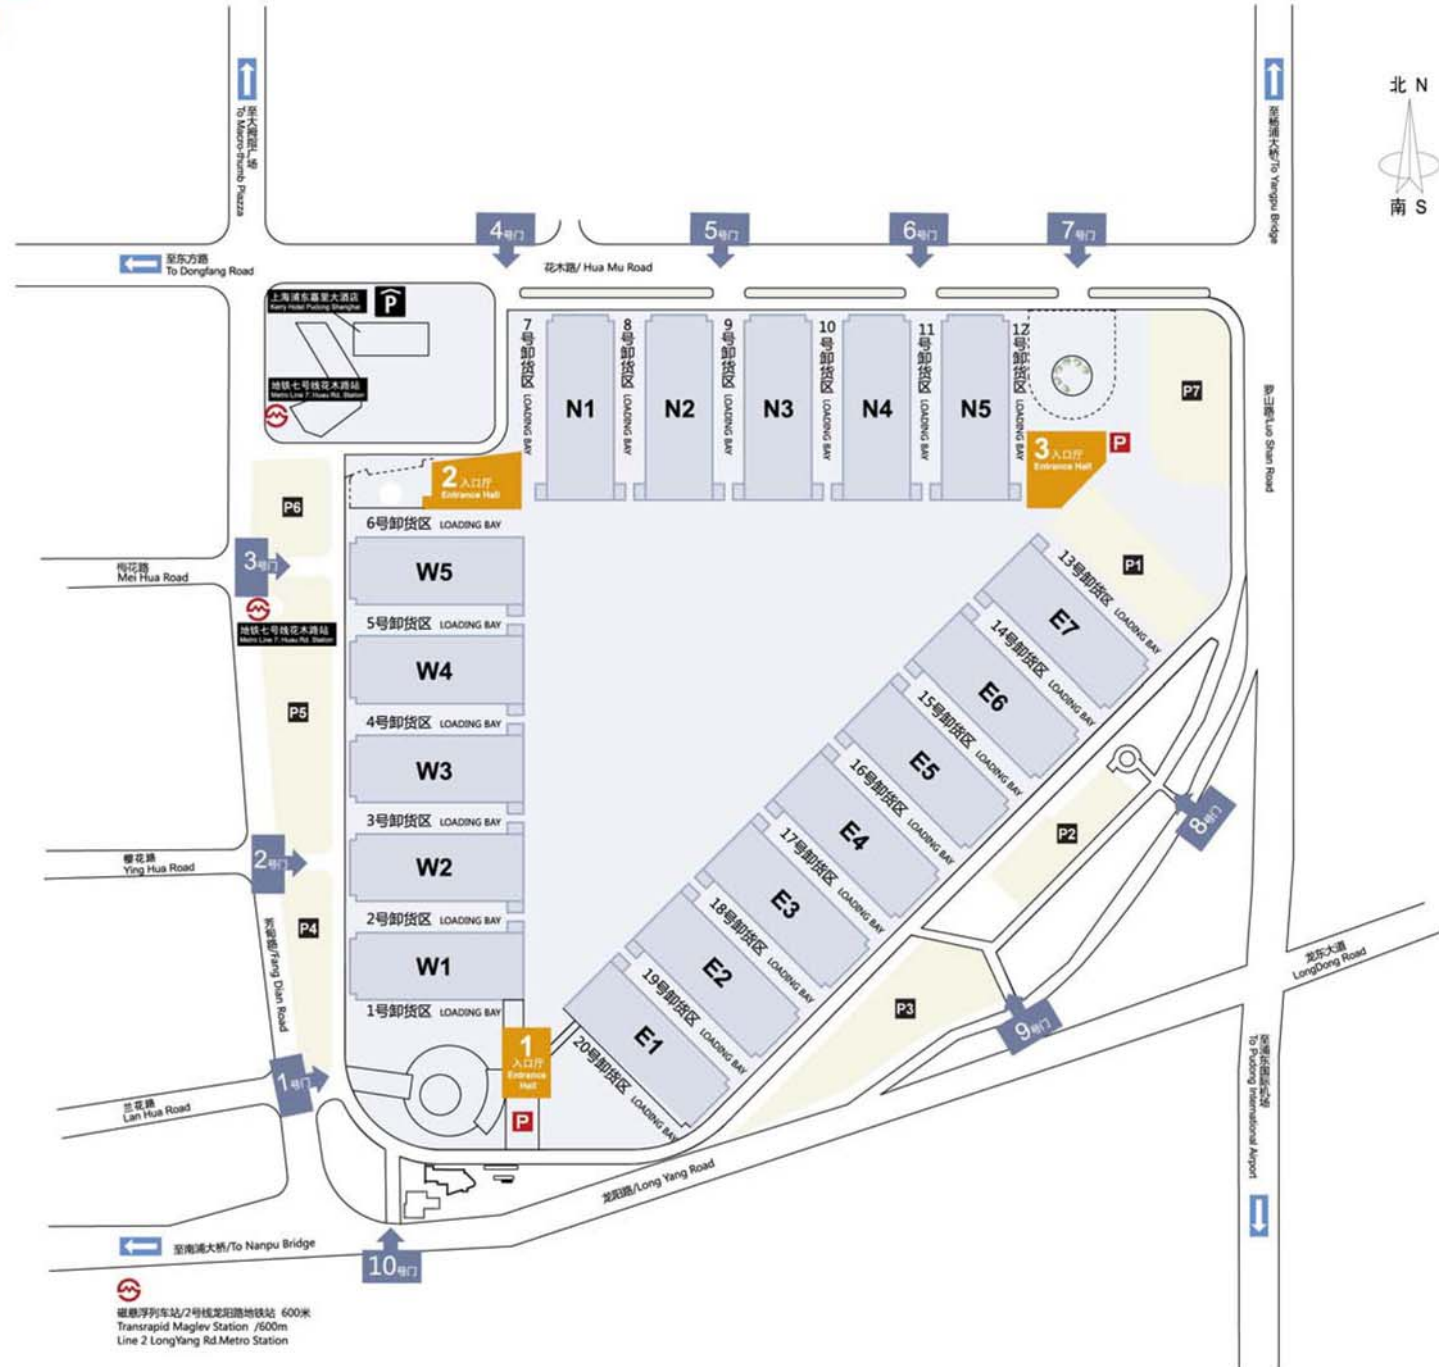 北 N
南 S
To Macro-thumb Plazza
至杨浦大桥/To Yangpu Bridge
4号门
5号门
6号门
7号门
至东方路
To Dongfang Road
花木路/ Hua Mu Road
上海浦东嘉里大酒店
Kerry Hotel Pudong Shanghai
P
地铁七号线花木路站
7号卸货区 LOADING BAY
N1
8号卸货区 LOADING BAY
N2
9号卸货区 LOADING BAY
N3
10号卸货区 LOADING BAY
N4
11号卸货区 LOADING BAY
N5
12号卸货区 LOADING BAY
P7
Luo Shan Road
2入口厅
Entrance Hall
3入口厅
Entrance Hall
P
P6
6号卸货区 LOADING BAY
3号门
梅花路
Mei Hua Road
地铁七号线花木路站
W5
P1
13号卸货区 LOADING BAY
E7
5号卸货区 LOADING BAY
W4
14号卸货区 LOADING BAY
E6
P5
4号卸货区 LOADING BAY
15号卸货区 LOADING BAY
E5
W3
16号卸货区 LOADING BAY
E4
3号卸货区 LOADING BAY
8号门
P2
17号卸货区 LOADING BAY
E3
樱花路
Ying Hua Road
2号门
W2
18号卸货区 LOADING BAY
E2
2号卸货区 LOADING BAY
P4
Fang Dian Road
W1
19号卸货区 LOADING BAY
E1
龙东大道
LongDong Road
P3
9号门
1号卸货区 LOADING BAY
1
入口厅
Entrance
Hall
P
20号卸货区 LOADING BAY
1号门
兰花路
Lan Hua Road
至浦东国际机场
To Pudong International Airport
龙阳路/Long Yang Road
至南浦大桥/To Nanpu Bridge
10号门
磁悬浮列车站/2号线龙阳路地铁站 600米
Transrapid Maglev Station /600m
Line 2 LongYang Rd.Metro Station